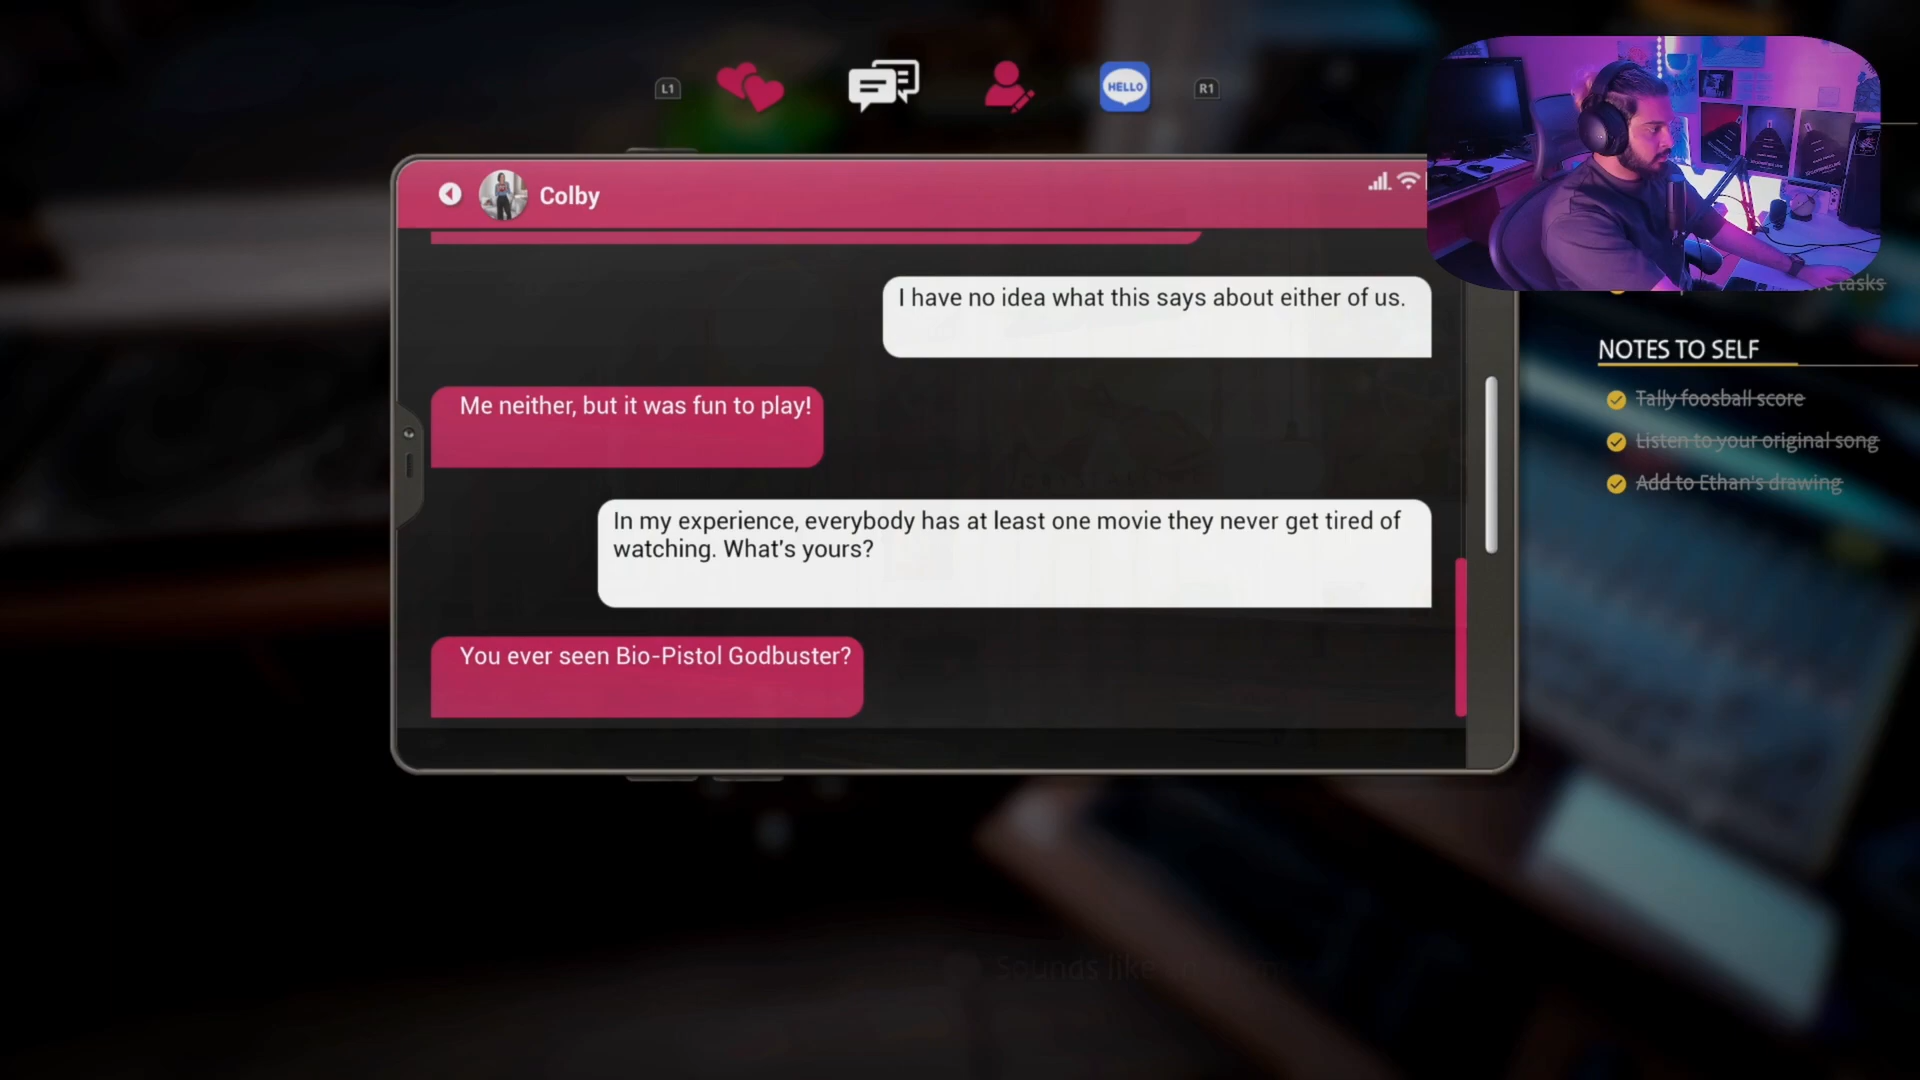 L1
HELLO
R1
Colby
I have no idea what this says about either of us.
tasks
NOTES TO SELF
Me neither, but it was fun to play!
Tally foosball score
Listen to your original song
Add to Ethan's drawing
In my experience, everybody has at least one movie they never get tired of
watching. What's yours?
You ever seen Bio-Pistol Godbuster?
Sounds like